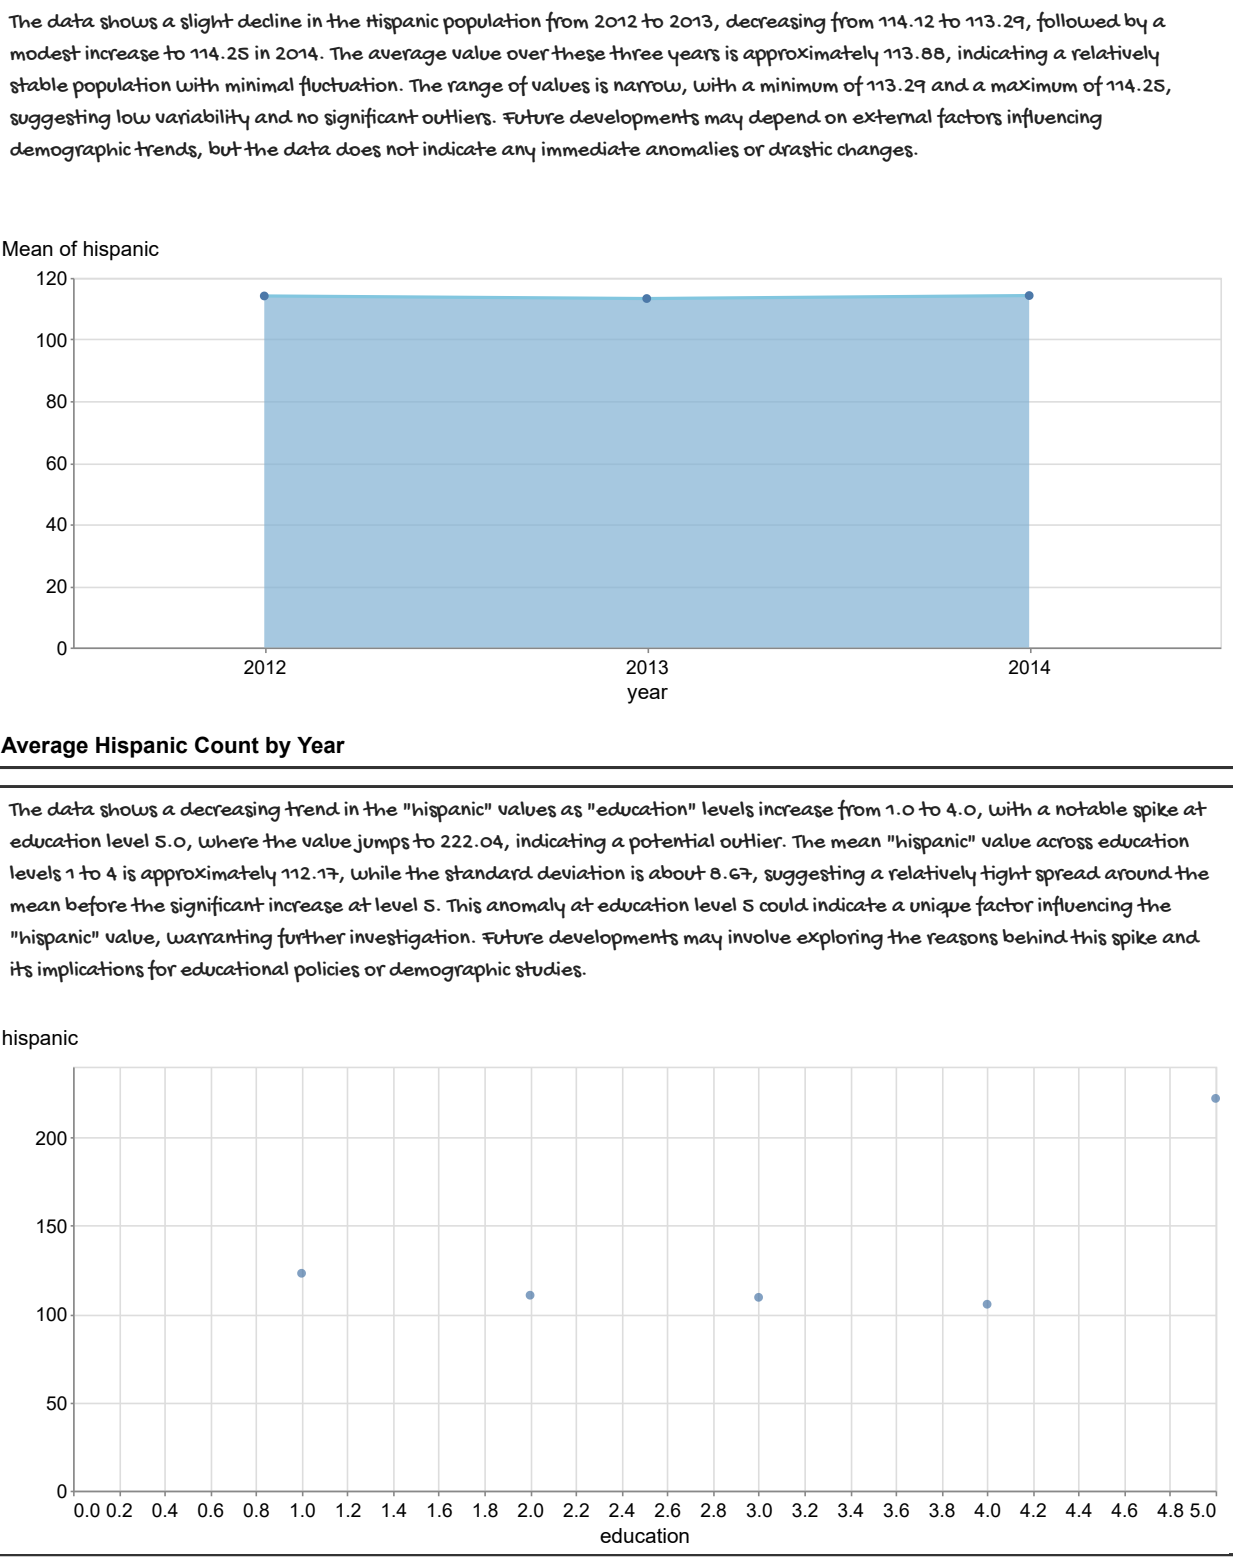 The data shows a slight decline in the Hispanic population from 2012 to 2013, decreasing from 114.12 to 113.29, followed by a
modest increase to 114.25 in 2014. The average value over these three years is approximately 113.88, indicating a relatively
stable population with minimal fluctuation. The range of values is narrow, with a minimum of 113.29 and a maximum of 114.25,
suggesting low variability and no significant outliers. Future developments may depend on external factors influencing
demographic trends, but the data does not indicate any immediate anomalies or drastic changes.
Mean of hispanic
120
100
80
60
40
20
0
2012 2013 2014
year
Average Hispanic Count by Year
The data shows a decreasing trend in the "hispanic" values as "education" levels increase from 1.0 to 4.0, with a notable spike at
education level 5.0, where the value jumps to 222.04, indicating a potential outlier. The mean "hispanic" value across education
levels 1 to 4 is approximately 112.17, while the standard deviation is about 8.67, suggesting a relatively tight spread around the
mean before the significant increase at level 5. This anomaly at education level 5 could indicate a unique factor influencing the
"hispanic" value, warranting further investigation. Future developments may involve exploring the reasons behind this spike and
its implications for educational policies or demographic studies.
hispanic
200
150
100
50
0
0.0 0.2 0.4 0.6 0.8 1.0 1.2 1.4 1.6 1.8 2.0 2.2 2.4 2.6 2.8 3.0 3.2 3.4 3.6 3.8 4.0 4.2 4.4 4.6 4.8 5.0
education